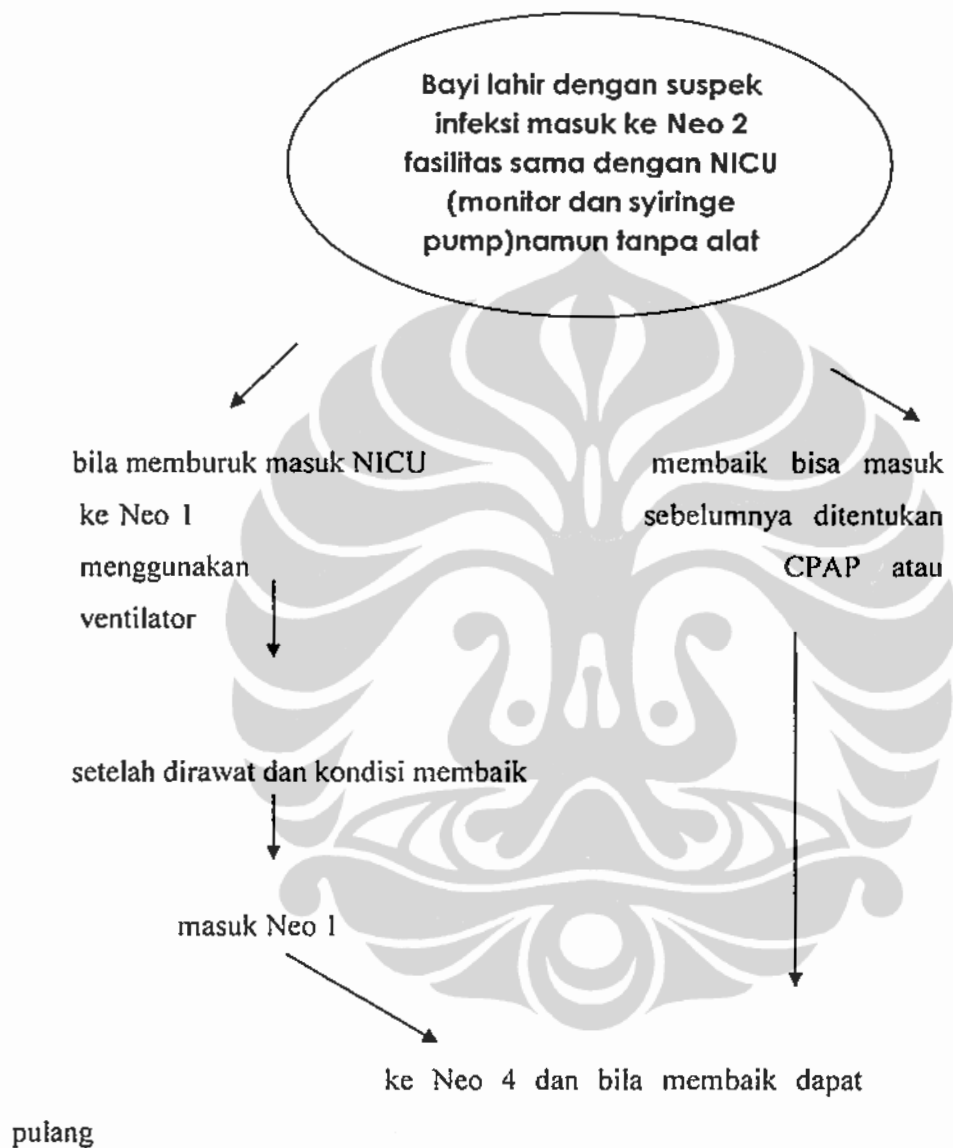 Bayi lahir dengan suspek
infeksi masuk ke Neo 2
fasilitas sama dengan NICU
(monitor dan syiringe
pump)namun tanpa alat
bila memburuk masuk NICU
ke Neo 1
menggunakan
ventilator
membaik bisa masuk
sebelumnya ditentukan
CPAP atau
setelah dirawat dan kondisi membaik
masuk Neo 1
ke Neo 4 dan bila membaik dapat
pulang